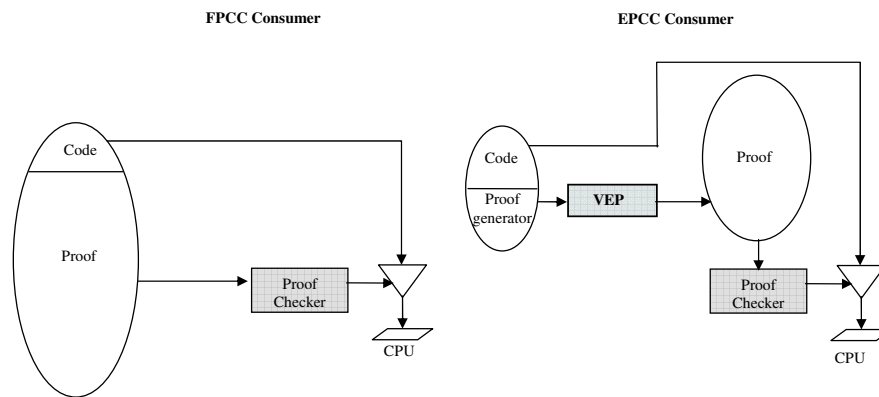 FPCC Consumer
Code
Proof
Proof
Checker
CPU
EPCC Consumer
Code
Proof
generator
VEP
Proof
Proof
Checker
CPU